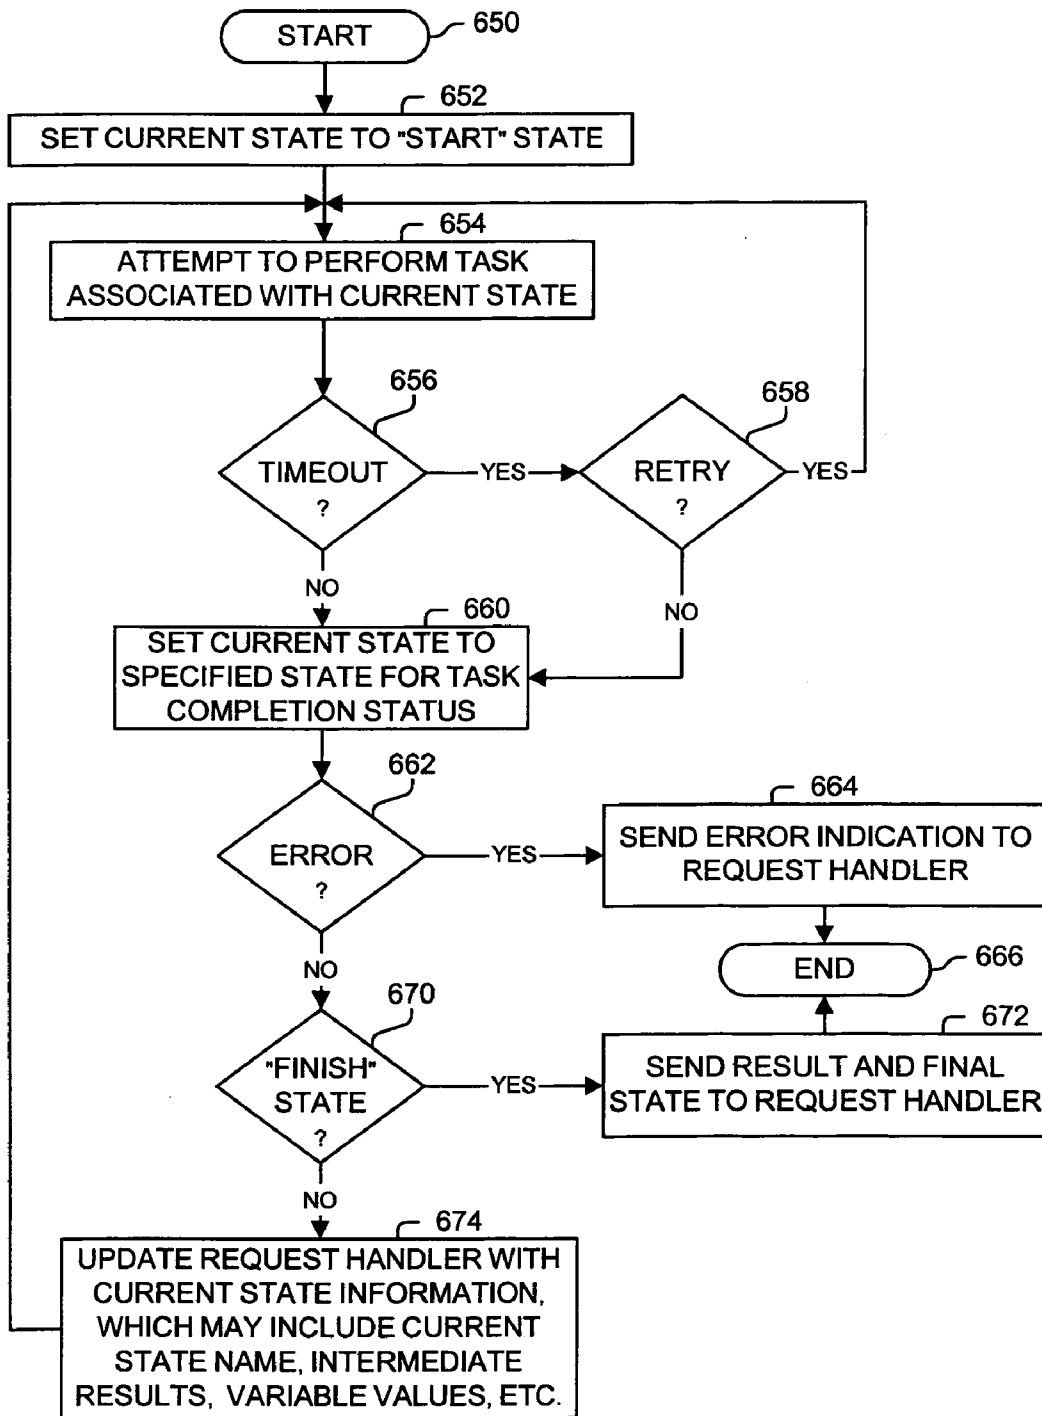 START
650
652
SET CURRENT STATE TO "START" STATE
654
ATTEMPT TO PERFORM TASK
ASSOCIATED WITH CURRENT STATE
656
TIMEOUT
?
YES
658
RETRY
?
YES
NO
NO
660
SET CURRENT STATE TO
SPECIFIED STATE FOR TASK
COMPLETION STATUS
662
ERROR
?
YES
664
SEND ERROR INDICATION TO
REQUEST HANDLER
END
666
NO
670
"FINISH"
STATE
?
YES
672
SEND RESULT AND FINAL
STATE TO REQUEST HANDLER
NO
674
UPDATE REQUEST HANDLER WITH
CURRENT STATE INFORMATION,
WHICH MAY INCLUDE CURRENT
STATE NAME, INTERMEDIATE
RESULTS, VARIABLE VALUES, ETC.